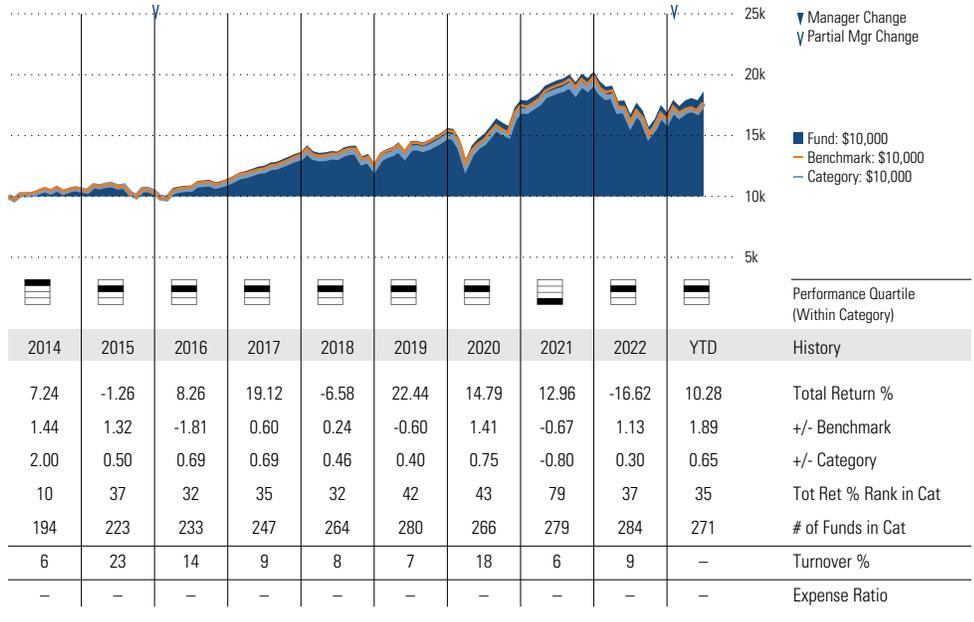 25k
Manager Change
Partial Mgr Change
20k
15k
Fund: $10,000
Benchmark: $10,000
Category: $10,000
10k
5k
Performance Quartile
(Within Category)
2014 2015 2016 2017 2018 2019 2020 2021 2022 YTD History
7.24 -1.26 8.26 19.12 -6.58 22.44 14.79 12.96 -16.62 10.28 Total Return %
1.44 1.32 -1.81 0.60 0.24 -0.60 1.41 -0.67 1.13 1.89 +/- Benchmark
2.00 0.50 0.69 0.69 0.46 0.40 0.75 -0.80 0.30 0.65 +/- Category
10 37 32 35 32 42 43 79 37 35 Tot Ret % Rank in Cat
194 223 233 247 264 280 266 279 284 271 # of Funds in Cat
6 23 14 9 8 7 18 6 9 – Turnover %
– – – – – – – – – – Expense Ratio